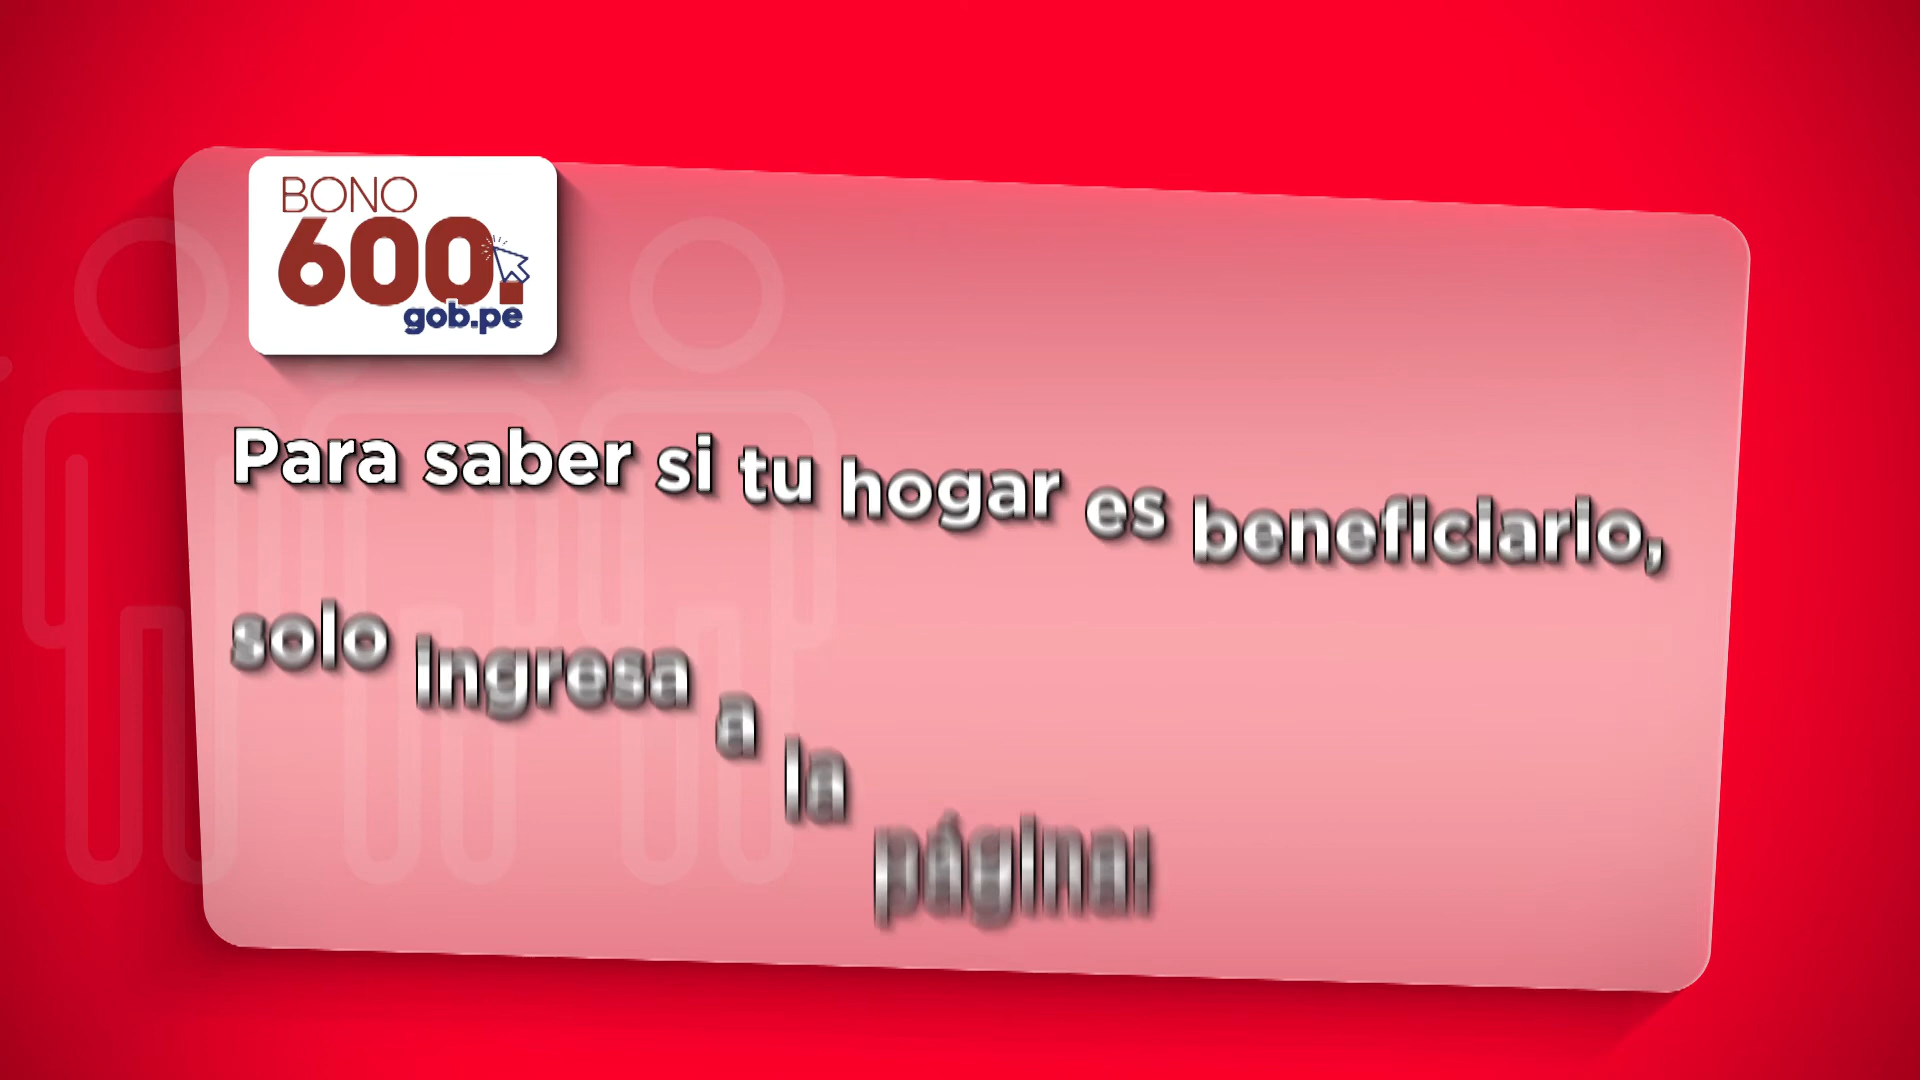 BONO
600.
gob.pe
Para saber si tu hogar es beneficiario,
solo ingresa a la página: